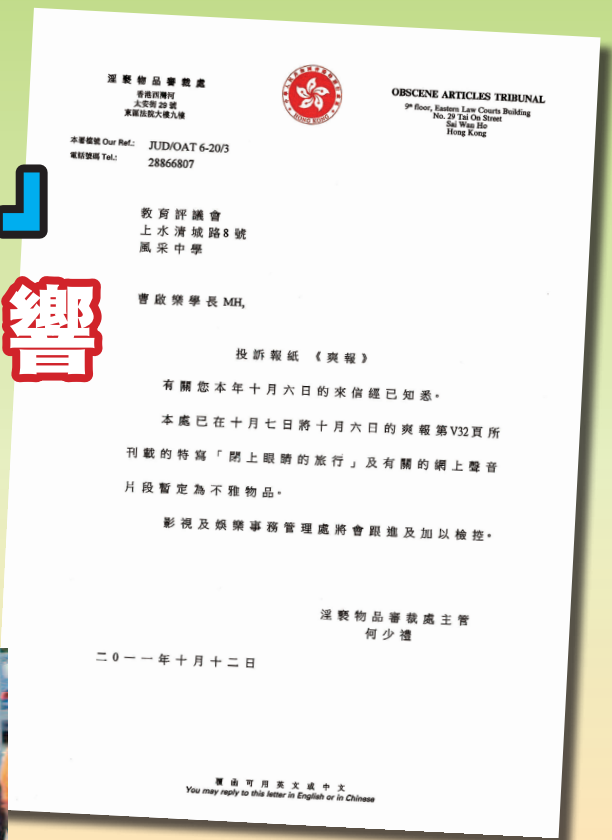 淫褻物品審裁處
香港西灣河
太安街 29 號
東區法院大樓九樓
OBSCENE ARTICLES TRIBUNAL
9th floor, Eastern Law Courts Building
No. 29 Tai On Street
Sai Wan Ho
Hong Kong
HONG KONG
本署檔號 Our Ref.: JUD/OAT 6-20/3
電話號碼 Tel.: 28866807
響
教育評議會
上水清城路8號
風采中學
曹啟樂學長 MH,
投訴報紙 《爽報》
有關您本年十月六日的來信經已知悉。
本處已在十月七日將十月六日的爽報第V32頁所
刊載的特寫「閉上眼睛的旅行」及有關的網上聲音
片段暫定為不雅物品。
影視及娛樂事務管理處將會跟進及加以檢控。
淫褻物品審裁處主管
何少禮
二0一一年十月十二日
覆函可用英文或中文
You may reply to this letter in English or in Chinese